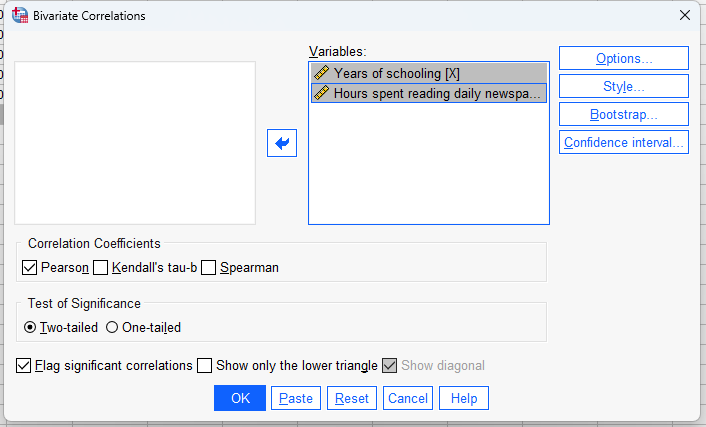 Bivariate Correlations
Variables:
Years of schooling [X]
Hours spent reading daily newspa...
Options...
Style...
Bootstrap...
Confidence interval...
Correlation Coefficients
Pearson Kendall's tau-b Spearman
Test of Significance
Two-tailed One-tailed
Flag significant correlations Show only the lower triangle Show diagonal
OK Paste Reset Cancel Help